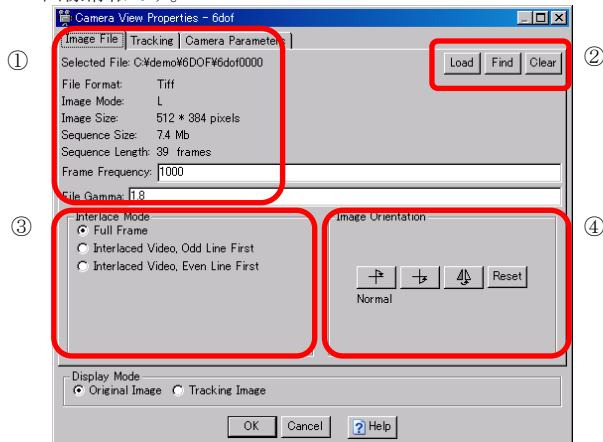 Camera View Properties - 6dof
Image File Tracking Camera Parameters
①
②
Selected File: C:¥demo¥6DOF¥6dof0000
Load Find Clear
File Format: Tiff
Image Mode: L
Image Size: 512 * 384 pixels
Sequence Size: 7.4 Mb
Sequence Length: 39 frames
Frame Frequency: 1000
File Gamma: 1.8
③
④
Interlace Mode
Full Frame
Interlaced Video, Odd Line First
Interlaced Video, Even Line First
Image Orientation
Reset
Normal
Display Mode
Original Image Tracking Image
OK Cancel Help